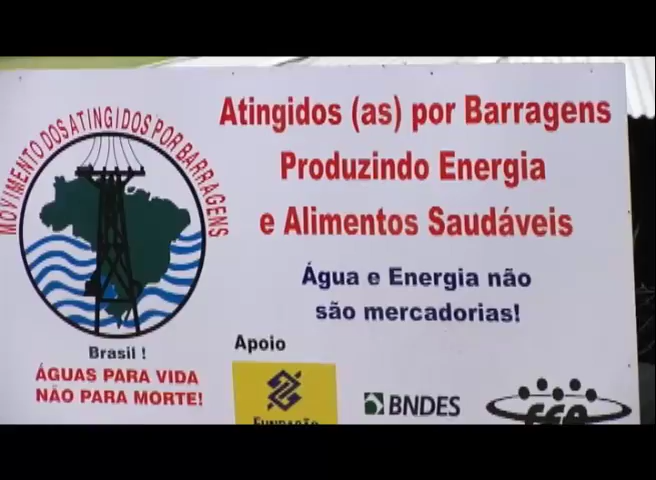 MOVIMENTO DOS ATINGIDOS POR BARRAGENS
Brasil !
ÁGUAS PARA VIDA
NÃO PARA MORTE!
Atingidos (as) por Barragens
Produzindo Energia
e Alimentos Saudáveis
Água e Energia não
são mercadorias!
Apoio
FUNDAÇÃO
BNDES